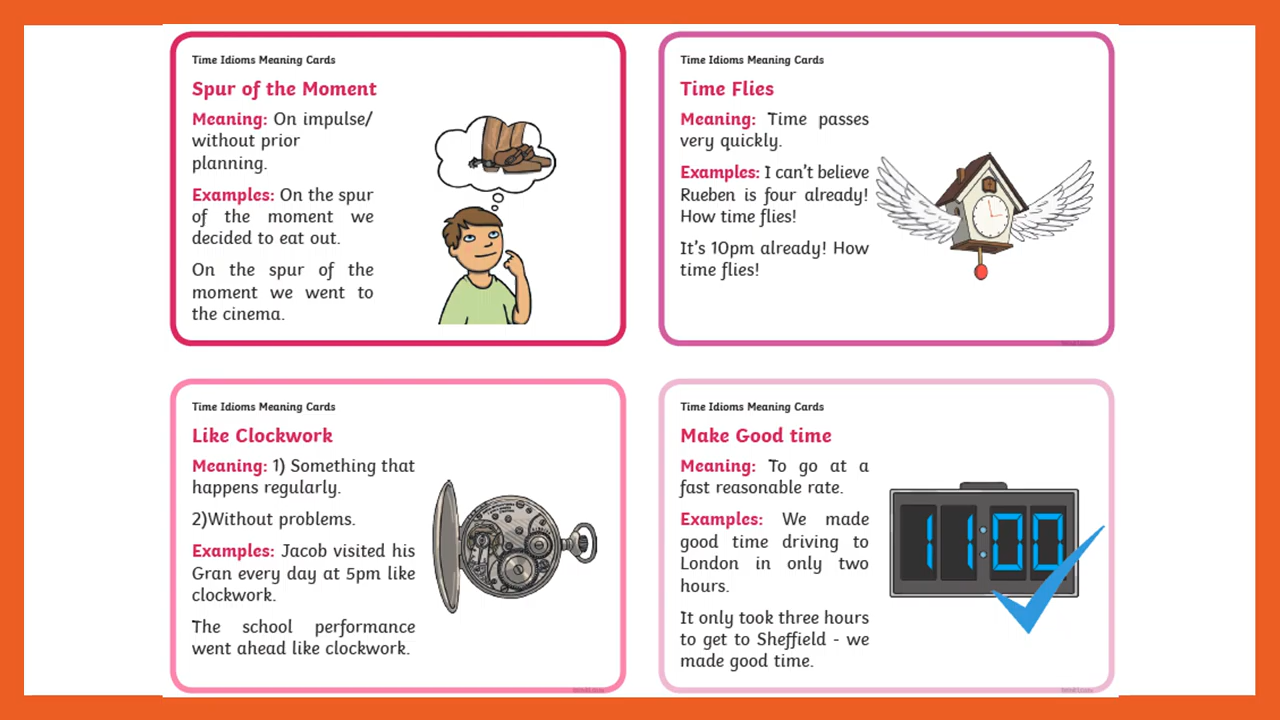 Time Idioms Meaning Cards
Spur of the Moment
Meaning: On impulse/
without prior
planning.
Examples: On the spur
of the moment we
decided to eat out.
On the spur of the
moment we went to
the cinema.
Time Idioms Meaning Cards
Time Flies
Meaning: Time passes
very quickly.
Examples: I can't believe
Rueben is four already!
How time flies!
It's 10pm already! How
time flies!
Time Idioms Meaning Cards
Like Clockwork
Meaning: 1) Something that
happens regularly.
2)Without problems.
Examples: Jacob visited his
Gran every day at 5pm like
clockwork.
The school performance
went ahead like clockwork.
Time Idioms Meaning Cards
Make Good time
Meaning: To go at a
fast reasonable rate.
Examples: We made
good time driving to
London in only two
hours.
It only took three hours
to get to Sheffield - we
made good time.
11:00